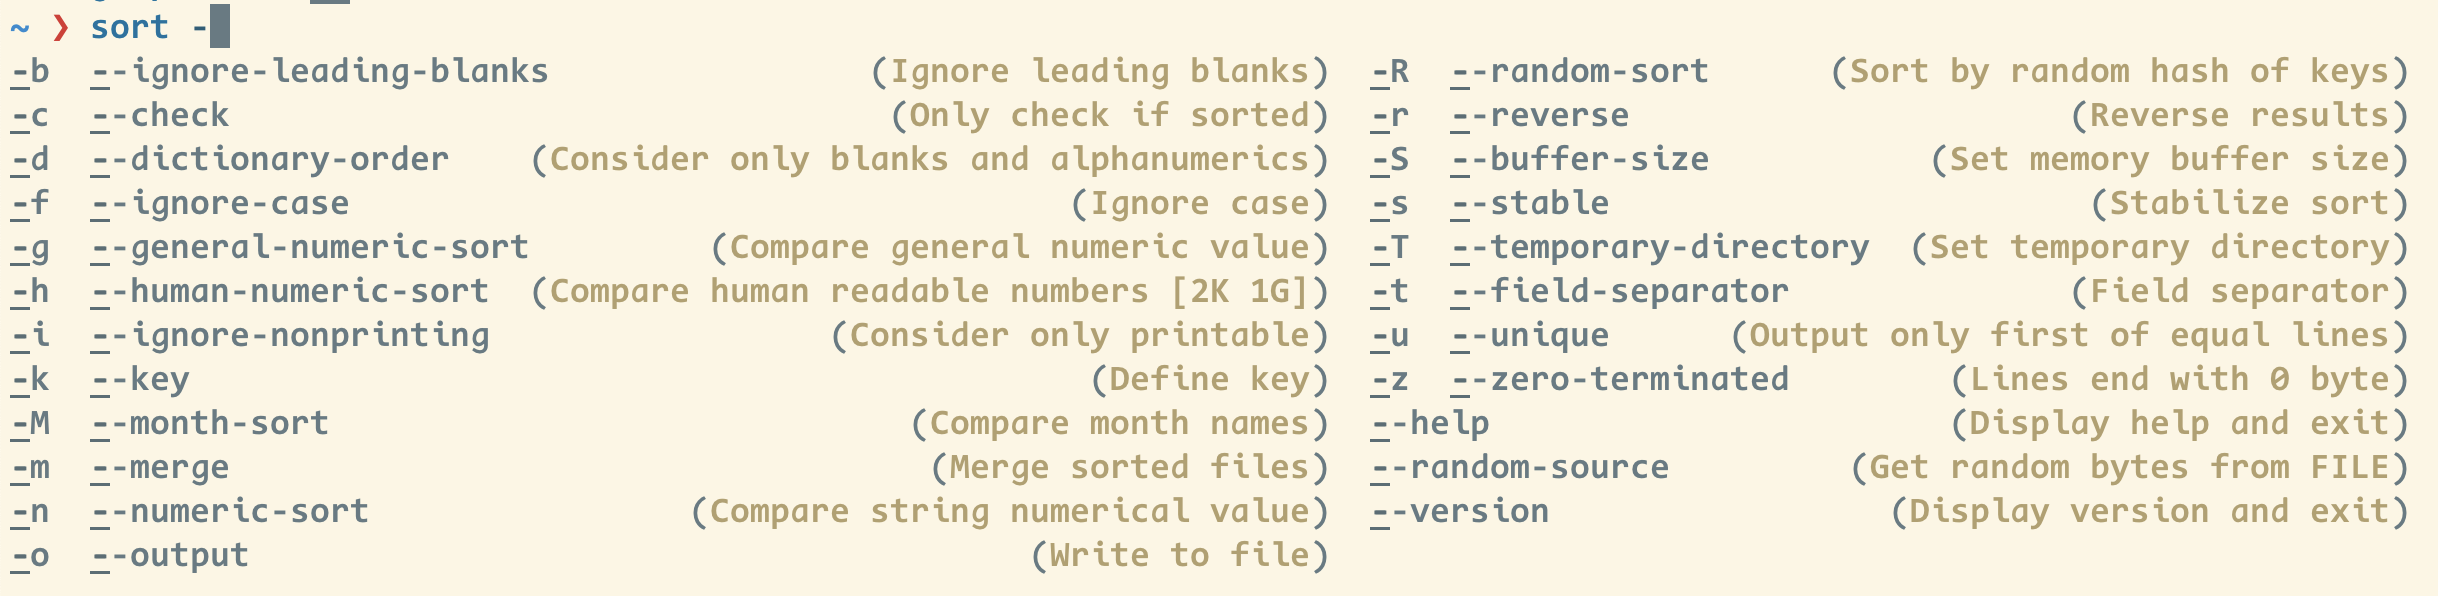 ~ ❯ sort -
-b  --ignore-leading-blanks (Ignore leading blanks) -R  --random-sort (Sort by random hash of keys)
-c  --check (Only check if sorted) -r  --reverse (Reverse results)
-d  --dictionary-order (Consider only blanks and alphanumerics) -S  --buffer-size (Set memory buffer size)
-f  --ignore-case (Ignore case) -s  --stable (Stabilize sort)
-g  --general-numeric-sort (Compare general numeric value) -T  --temporary-directory (Set temporary directory)
-h  --human-numeric-sort (Compare human readable numbers [2K 1G]) -t  --field-separator (Field separator)
-i  --ignore-nonprinting (Consider only printable) -u  --unique (Output only first of equal lines)
-k  --key (Define key) -z  --zero-terminated (Lines end with 0 byte)
-M  --month-sort (Compare month names) --help (Display help and exit)
-m  --merge (Merge sorted files) --random-source (Get random bytes from FILE)
-n  --numeric-sort (Compare string numerical value) --version (Display version and exit)
-o  --output (Write to file)